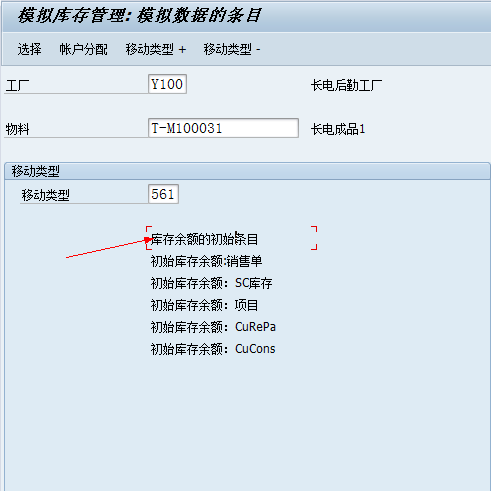 模拟库存管理: 模拟数据的条目
选择 帐户分配 移动类型 + 移动类型 -
工厂 Y100 长电后勤工厂
物料 T-M100031 长电成品1
移动类型
移动类型 561
库存余额的初始条目
初始库存余额:销售单
初始库存余额: SC库存
初始库存余额: 项目
初始库存余额: CuRePa
初始库存余额: CuCons